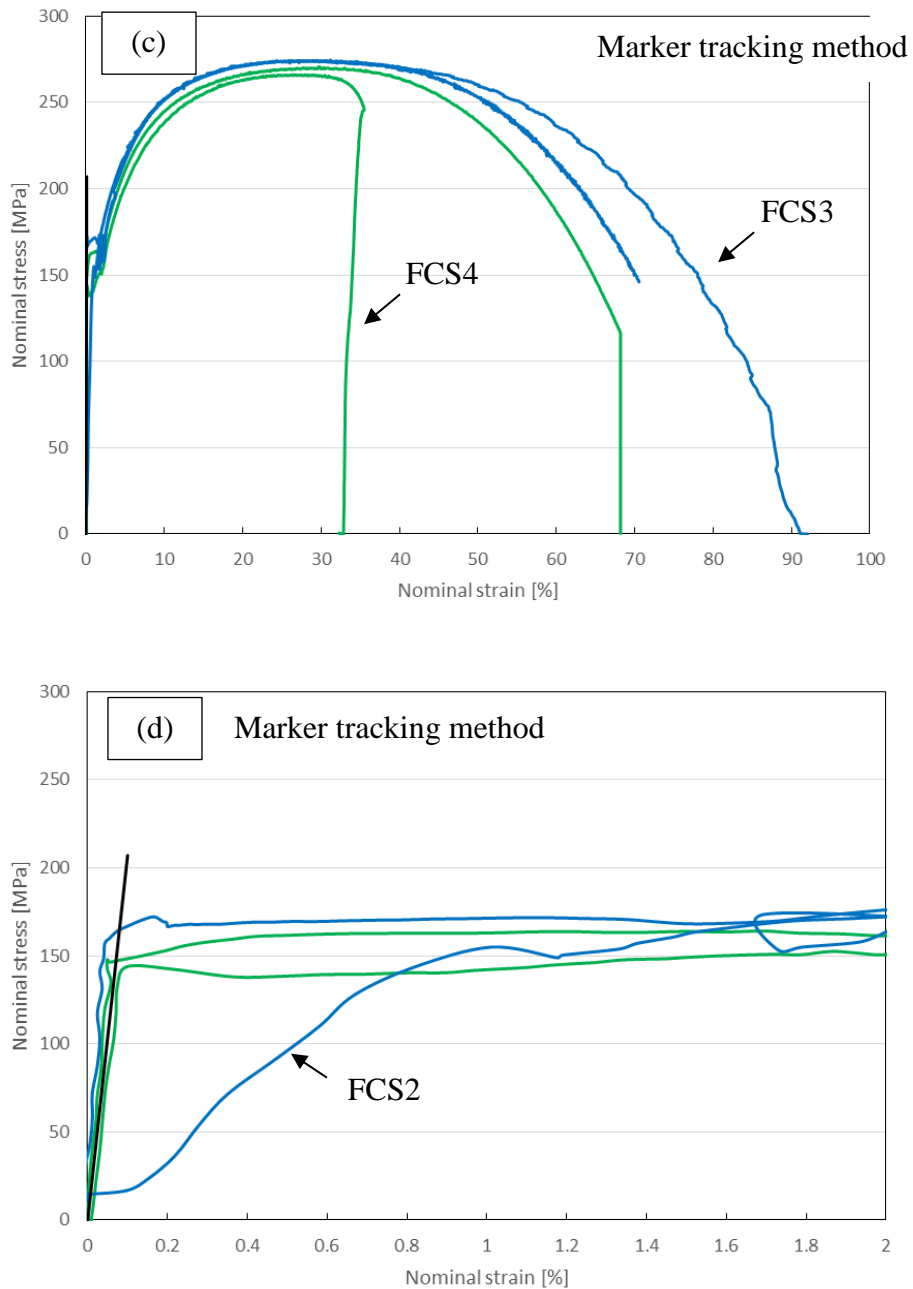 (c)
Marker tracking method
Nominal stress [MPa]
300
250
200
150
100
50
0
FCS3
FCS4
0 10 20 30 40 50 60 70 80 90 100
Nominal strain [%]
(d)
Marker tracking method
Nominal stress [MPa]
300
250
200
150
100
50
0
FCS2
0 0.2 0.4 0.6 0.8 1 1.2 1.4 1.6 1.8 2
Nominal strain [%]